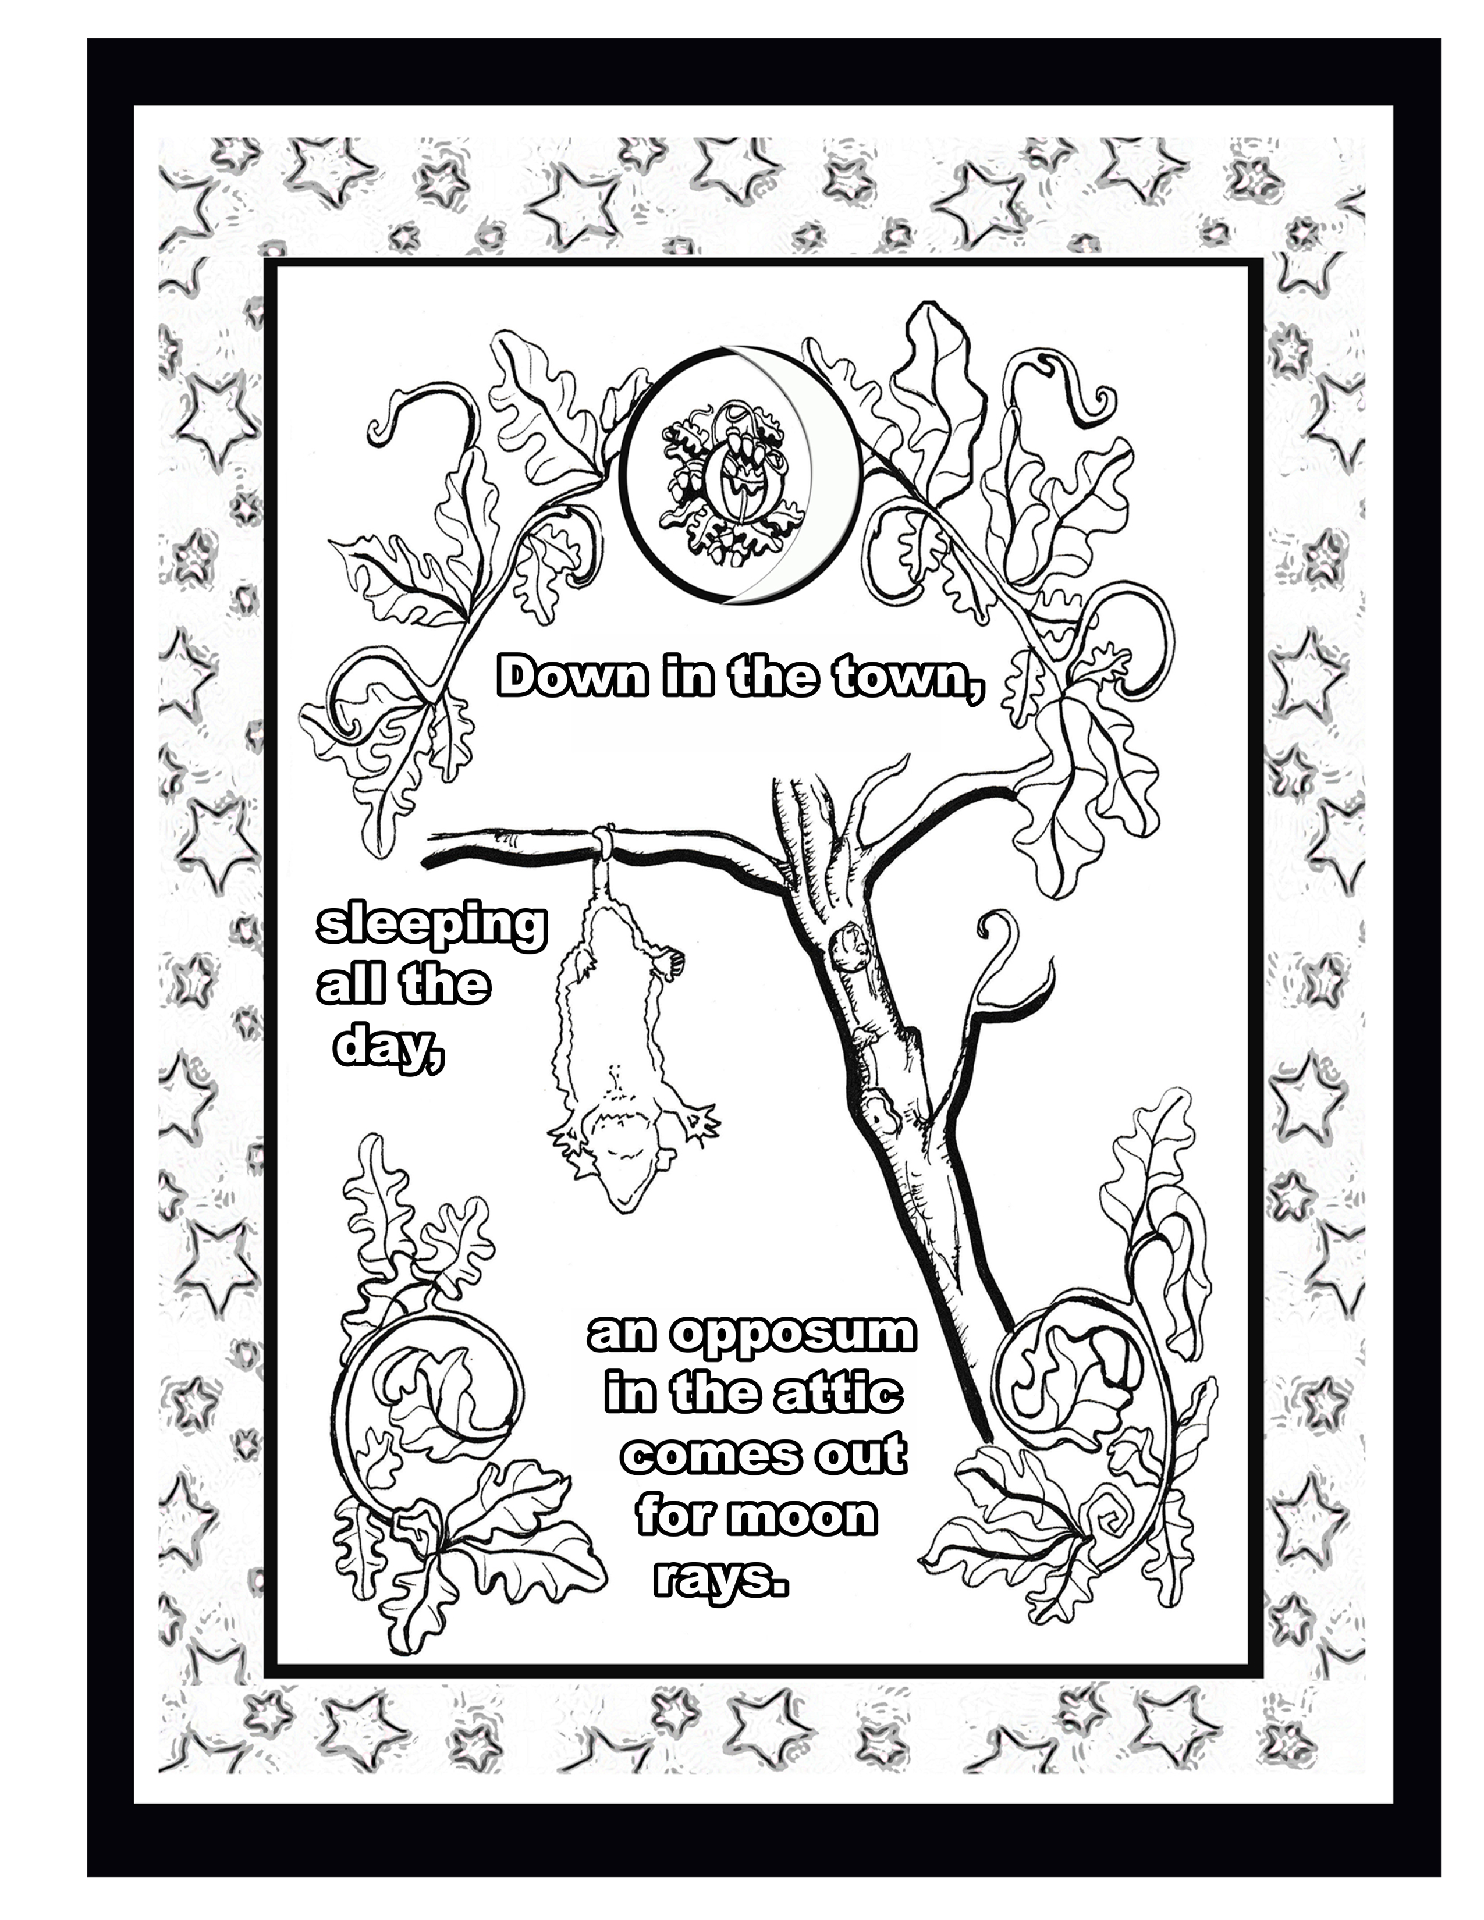 Down in the town,
sleeping
all the
day,
an opposum
in the attic
comes out
for moon
rays.